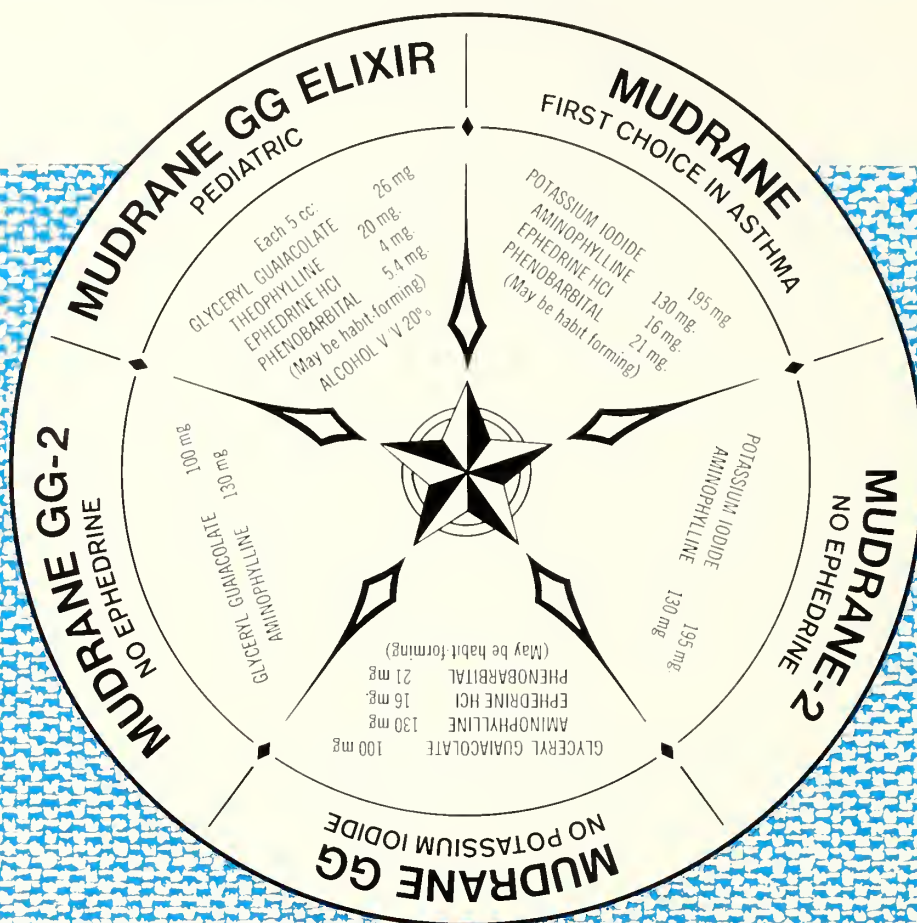 MUDRANE GG ELIXIR
PEDIATRIC
Each 5 cc:
GLYCERYL GUAIACOLATE 26 mg
THEOPHYLLINE 20 mg.
EPHEDRINE HCl 4 mg.
PHENOBARBITAL 5.4 mg.
(May be habit-forming)
ALCOHOL V/V 20%
MUDRANE
FIRST CHOICE IN ASTHMA
POTASSIUM IODIDE 195 mg
AMINOPHYLLINE 130 mg.
EPHEDRINE HCl 16 mg.
PHENOBARBITAL 21 mg.
(May be habit forming)
MUDRANE-2
NO EPHEDRINE
POTASSIUM IODIDE 195 mg.
AMINOPHYLLINE 130 mg
MUDRANE GG
NO POTASSIUM IODIDE
GLYCERYL GUAIACOLATE 100 mg
AMINOPHYLLINE 130 mg
EPHEDRINE HCl 16 mg.
PHENOBARBITAL 21 mg
(May be habit-forming)
MUDRANE GG-2
NO EPHEDRINE
GLYCERYL GUAIACOLATE 100 mg
AMINOPHYLLINE 130 mg